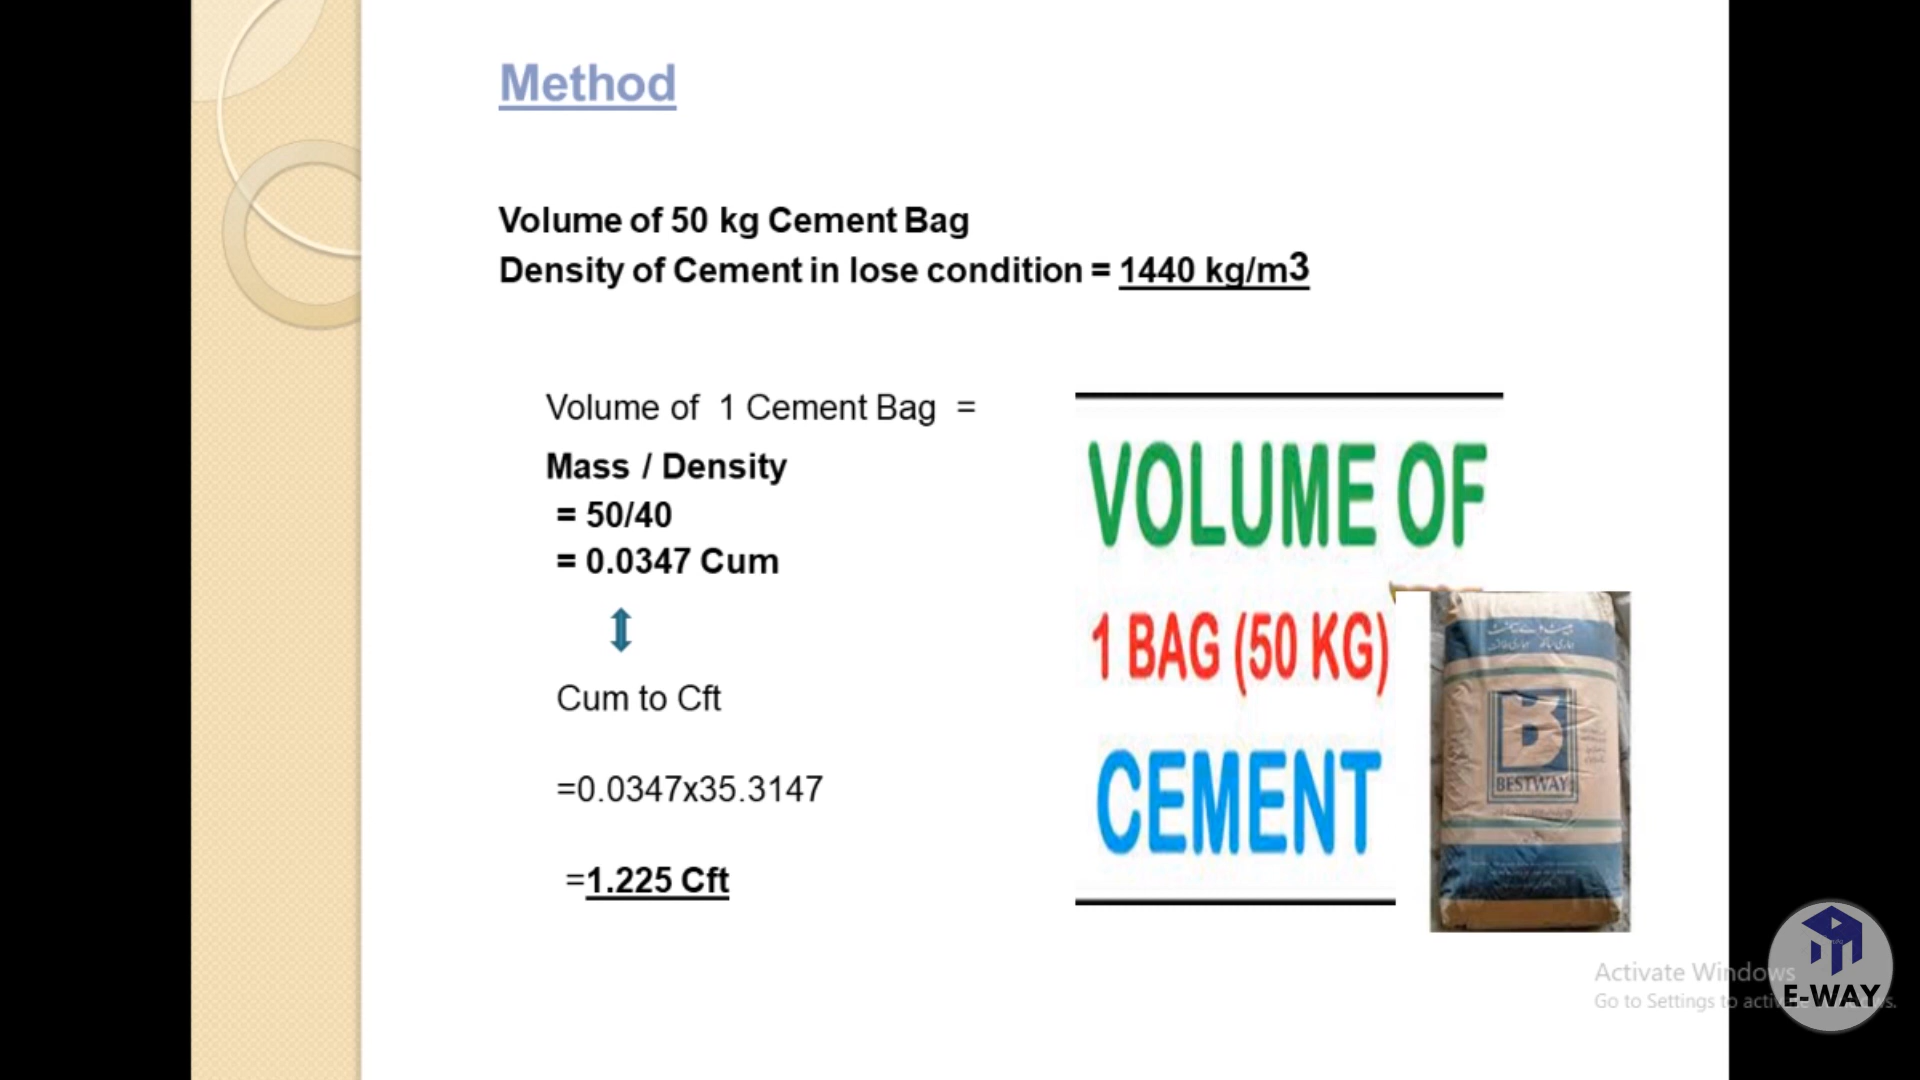 Method
Volume of 50 kg Cement Bag
Density of Cement in lose condition = 1440 kg/m3
Volume of 1 Cement Bag =
Mass / Density
= 50/40
= 0.0347 Cum
Cum to Cft
=0.0347x35.3147
=1.225 Cft
VOLUME OF
1 BAG (50 KG)
CEMENT
B
BESTWAY
Activate Windows
Go to Settings to
E-WAY